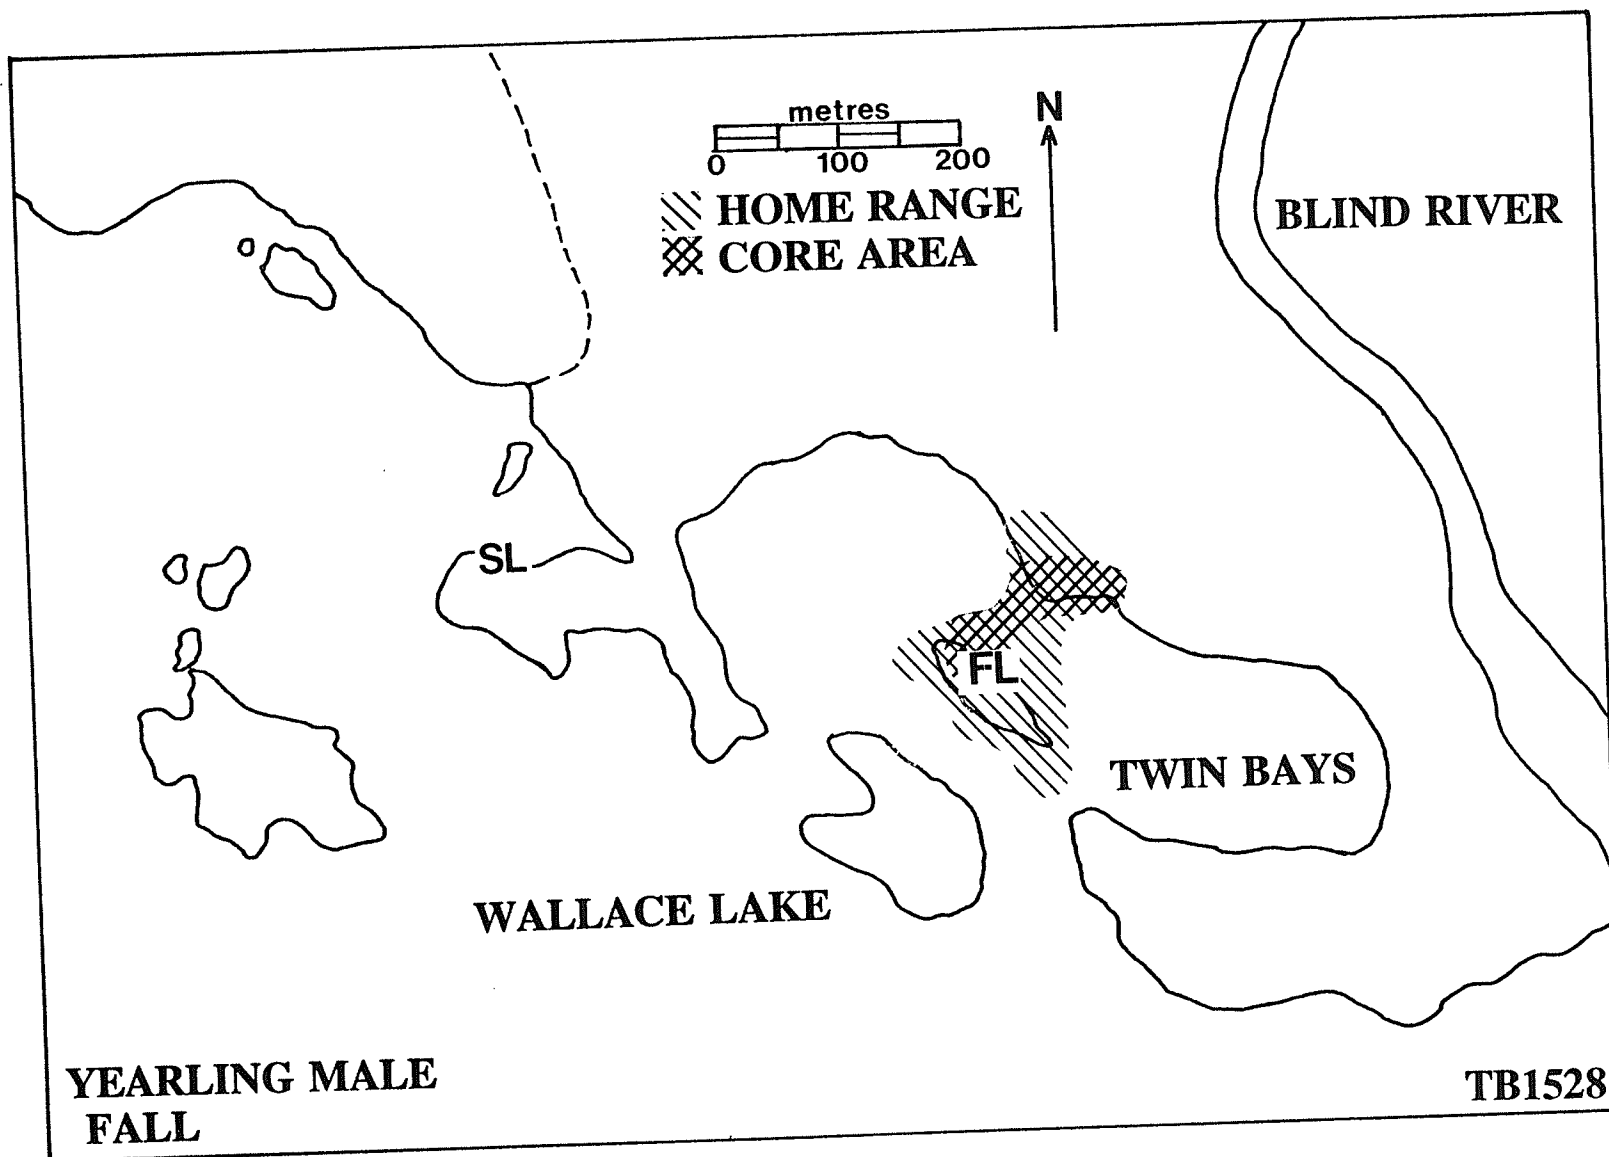 metres
0 100 200
N
HOME RANGE
CORE AREA
BLIND RIVER
SL
FL
TWIN BAYS
WALLACE LAKE
YEARLING MALE
FALL
TB1528